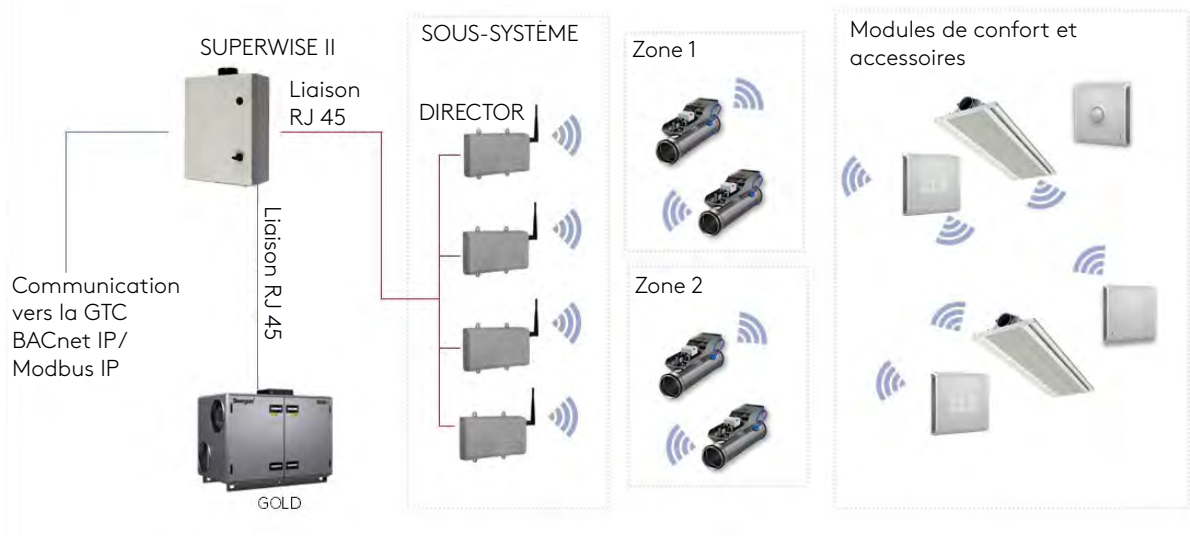 SUPERWISE II
Liaison
RJ 45
Liaison RJ 45
Communication
vers la GTC
BACnet IP/
Modbus IP
Swegon
GOLD
SOUS-SYSTÈME
DIRECTOR
Zone 1
Zone 2
Modules de confort et
accessoires